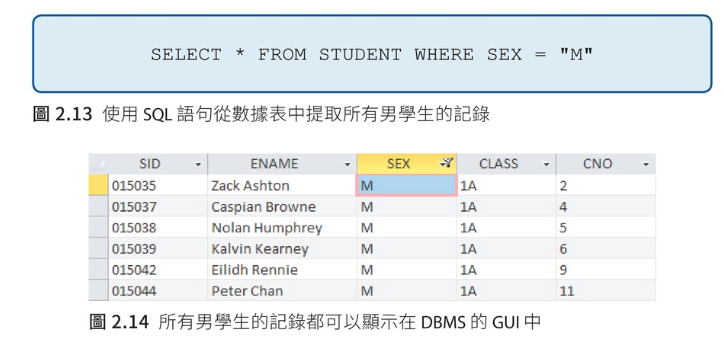 SELECT * FROM STUDENT WHERE SEX = "M"
圖 2.13 使用 SQL 語句從數據表中提取所有男學生的記錄
SID ENAME SEX CLASS CNO
015035 Zack Ashton M 1A 2
015037 Caspian Browne M 1A 4
015038 Nolan Humphrey M 1A 5
015039 Kalvin Kearney M 1A 6
015042 Eilidh Rennie M 1A 9
015044 Peter Chan M 1A 11
圖 2.14 所有男學生的記錄都可以顯示在 DBMS 的 GUI 中